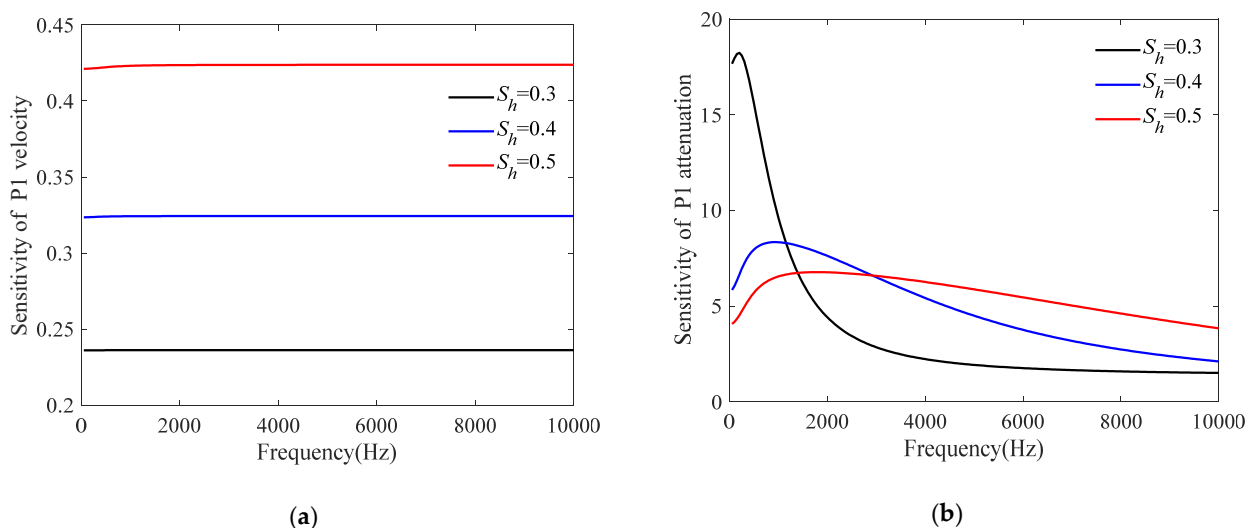 0.45
0.4
0.35
0.3
0.25
0.2
Sensitivity of P1 velocity
S_h=0.3
S_h=0.4
S_h=0.5
0 2000 4000 6000 8000 10000
Frequency(Hz)
(a)
20
15
10
5
0
Sensitivity of P1 attenuation
S_h=0.3
S_h=0.4
S_h=0.5
0 2000 4000 6000 8000 10000
Frequency(Hz)
(b)